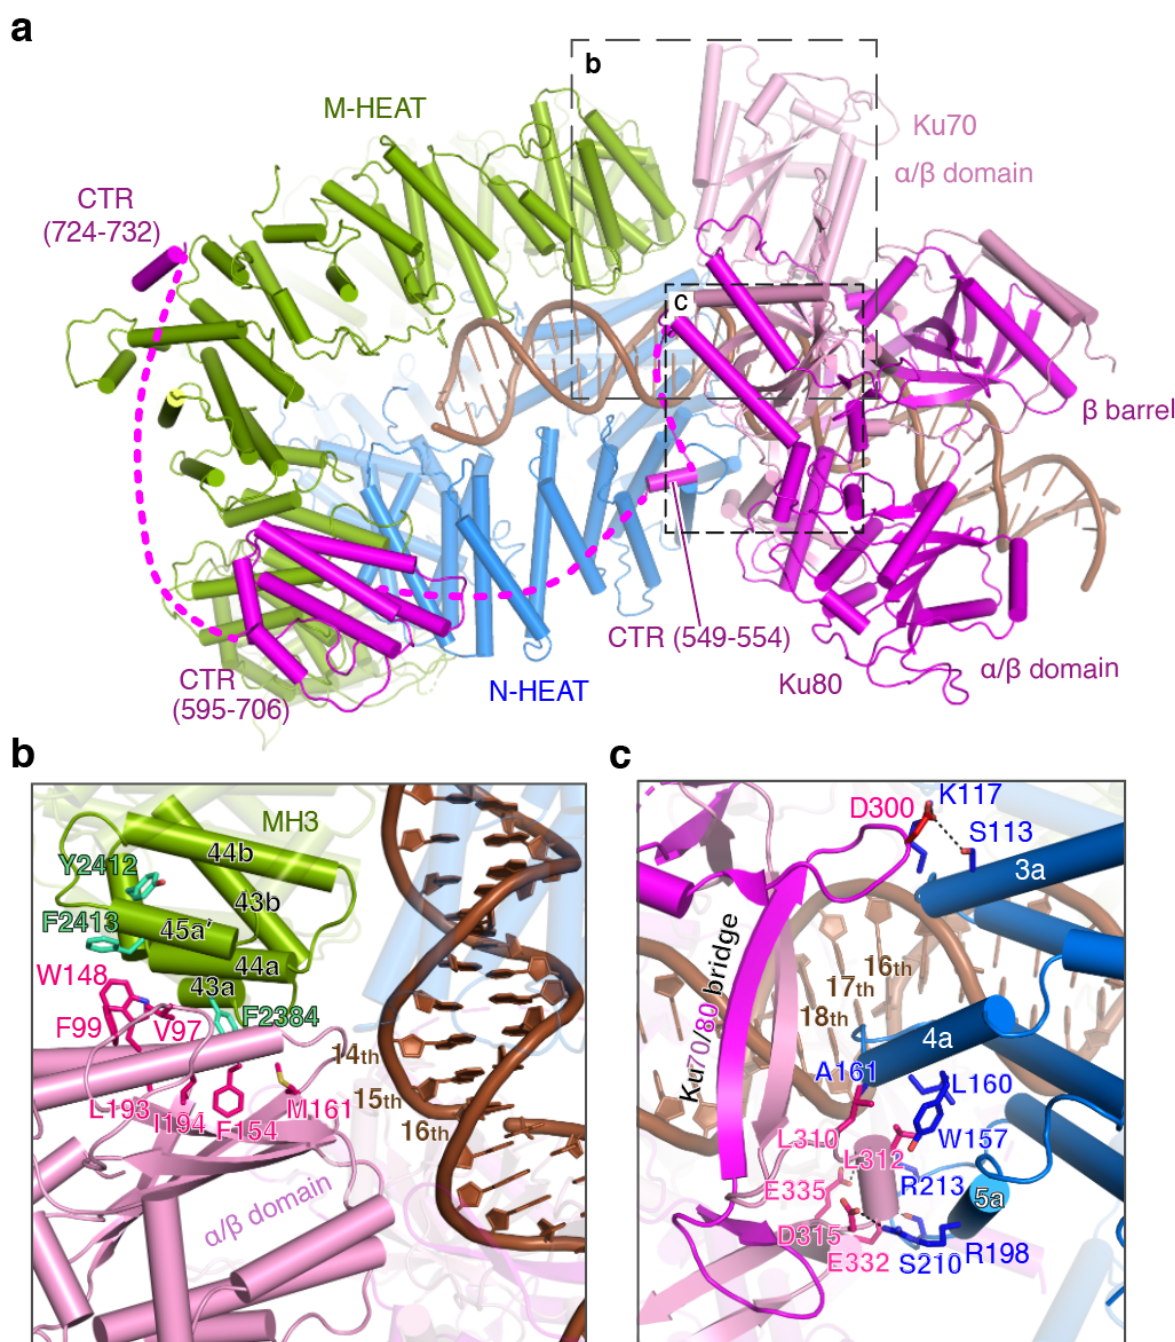 a
b
M-HEAT
Ku70
α/β domain
CTR
(724-732)
c
β barrel
CTR (549-554)
CTR
(595-706)
N-HEAT
Ku80
α/β domain
b
MH3
Y2412
44b
43b
F2413
45a′
44a
W148
43a
F99
V97
F2384
14th
L193
I194
F154
M161
15th
16th
α/β domain
c
D300
K117
S113
3a
Ku70/80 bridge
16th
17th
18th
4a
A161
L160
L310
W157
L312
R213
E335
5a
D315
E332
S210
R198